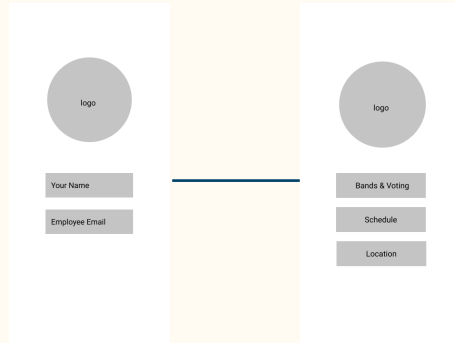 logo
Your Name
Employee Email
logo
Bands & Voting
Schedule
Location